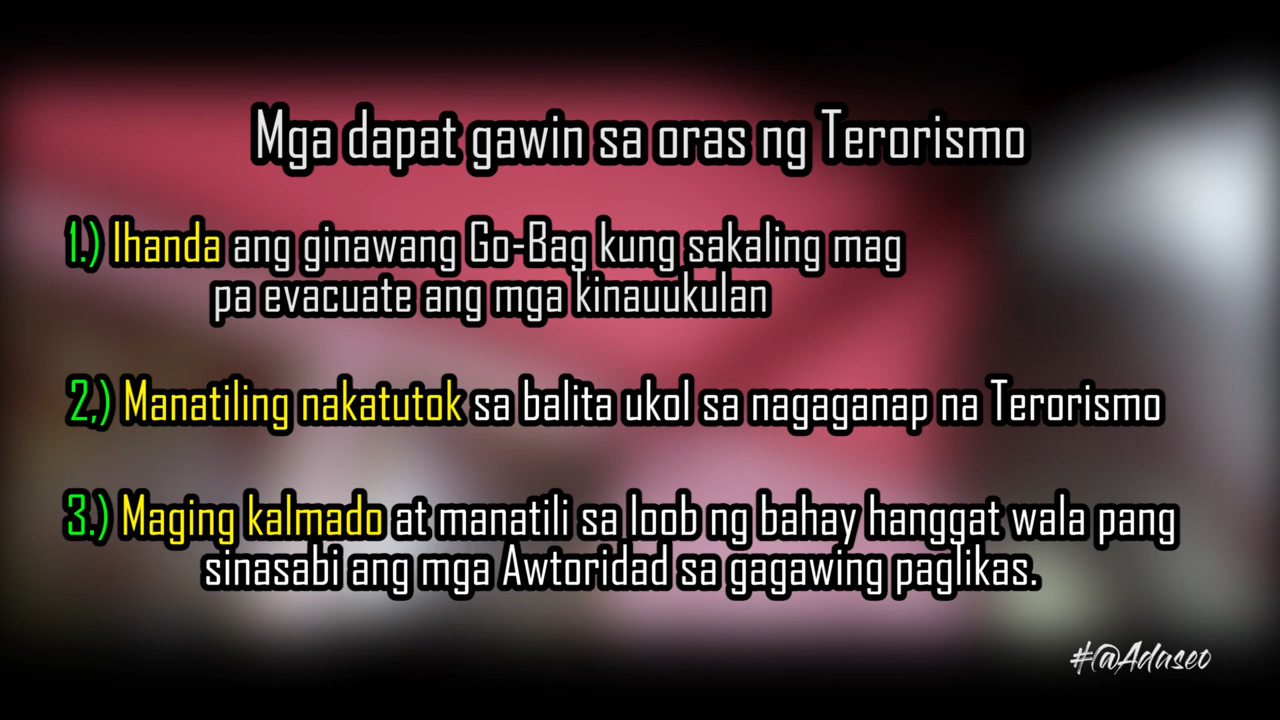 Mga dapat gawin sa oras ng Terorismo
1.) Ihanda ang ginawang Go-Bag kung sakaling mag
pa evacuate ang mga kinauukulan
2,) Manatiling nakatutok sa balita ukol sa nagaganap na Terorismo
3.) Maging kalmado at manatili sa loob ng bahay hanggat wala pang
sinasabi ang mga Awtoridad sa gagawing paglikas.
#@Adaseo